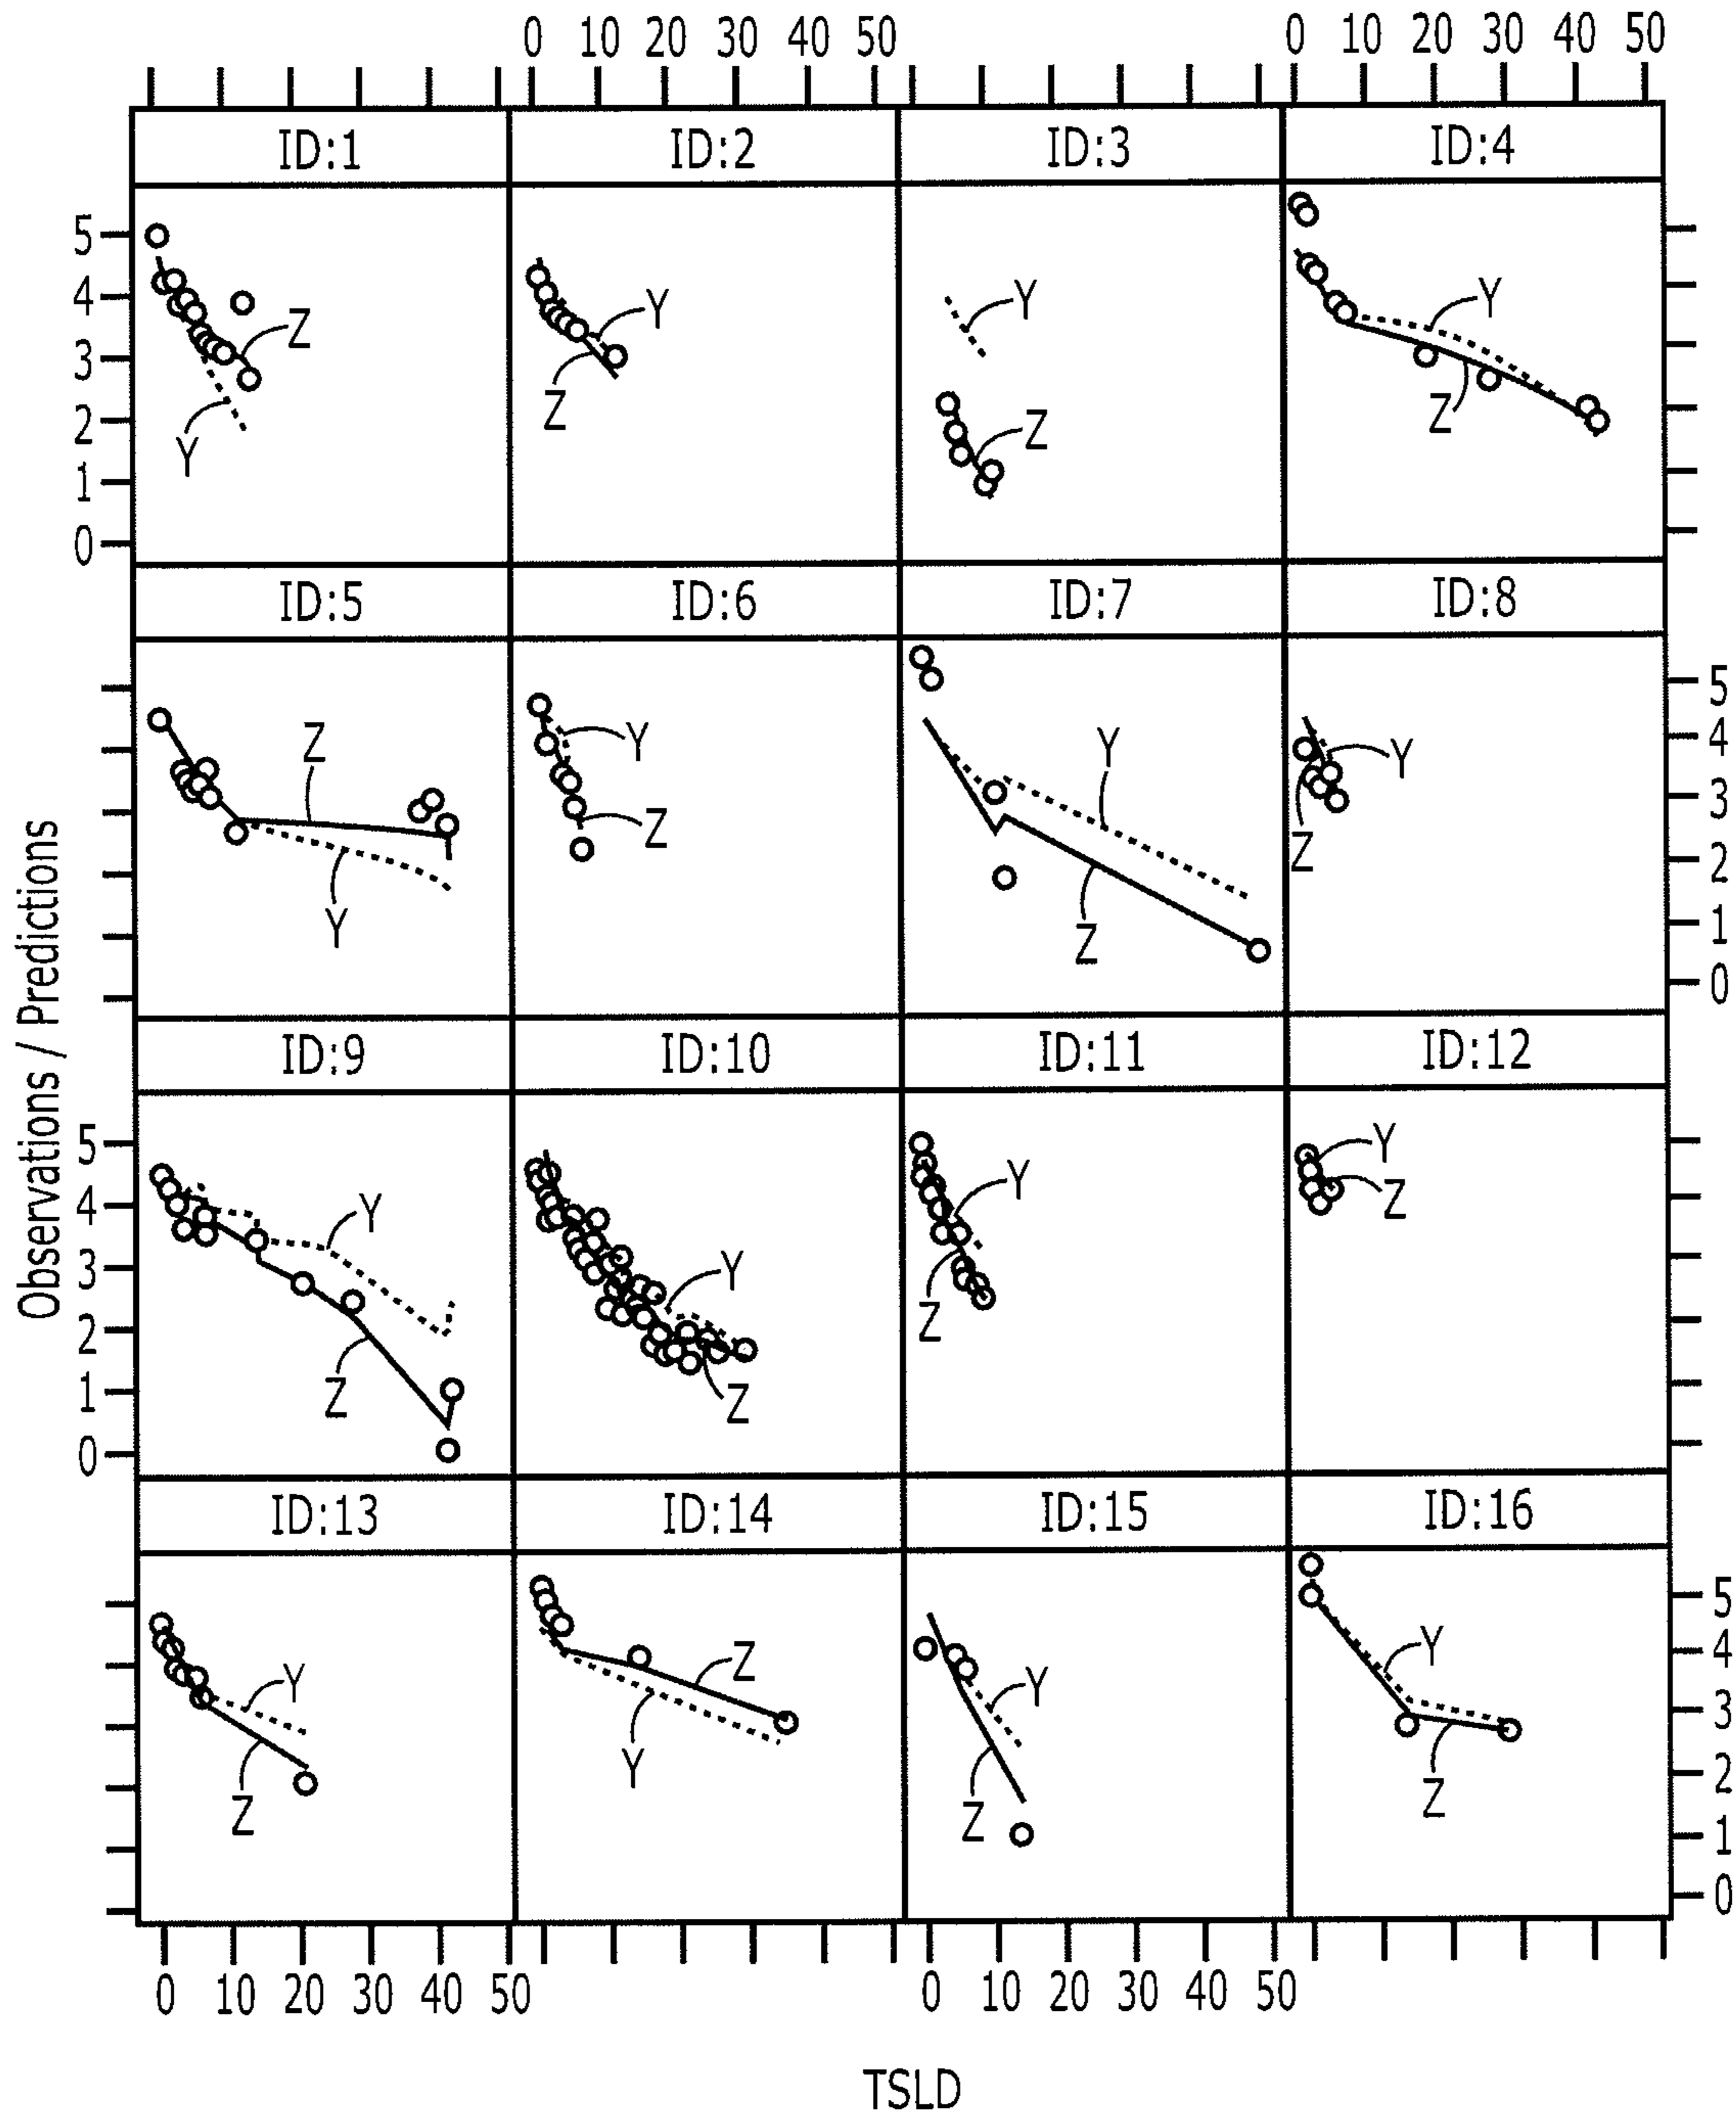 0 10 20 30 40 50 0 10 20 30 40 50
ID:1 ID:2 ID:3 ID:4
5
4
3
2
1
0
Z
Y
Y
Z
Y
Z
Y
Z
ID:5 ID:6 ID:7 ID:8
Z
Y
Y
Z
Y
Z
Y
Z
5
4
3
2
1
0
Observations / Predictions
ID:9 ID:10 ID:11 ID:12
5
4
3
2
1
0
Y
Z
Y
Z
Y
Z
Y
Z
ID:13 ID:14 ID:15 ID:16
Y
Z
Z
Y
Y
Z
Y
Z
5
4
3
2
1
0
0 10 20 30 40 50 0 10 20 30 40 50
TSLD